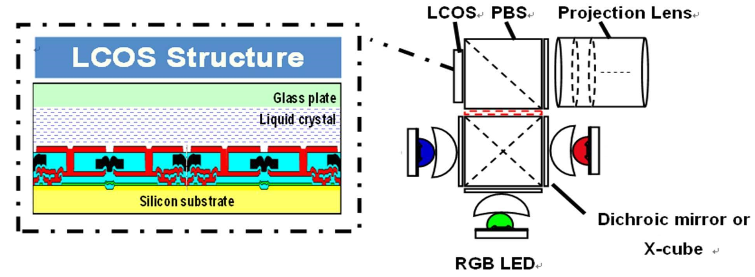 LCOS Structure
Glass plate
Liquid crystal
Silicon substrate
LCOS PBS Projection Lens
Dichroic mirror or
X-cube
RGB LED